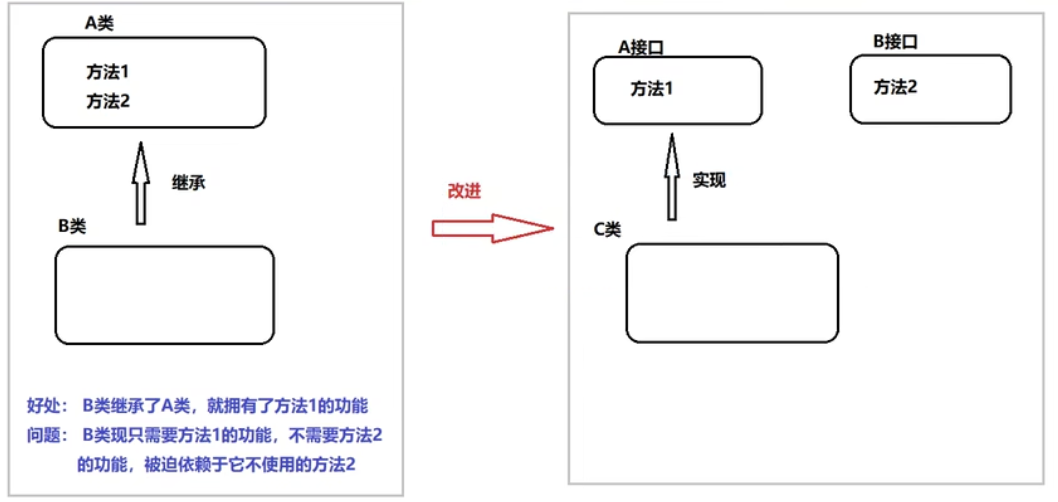 A类
方法1
方法2
继承
B类
好处： B类继承了A类，就拥有了方法1的功能
问题： B类现只需要方法1的功能，不需要方法2
的功能，被迫依赖于它不使用的方法2
改进
A接口
方法1
B接口
方法2
实现
C类